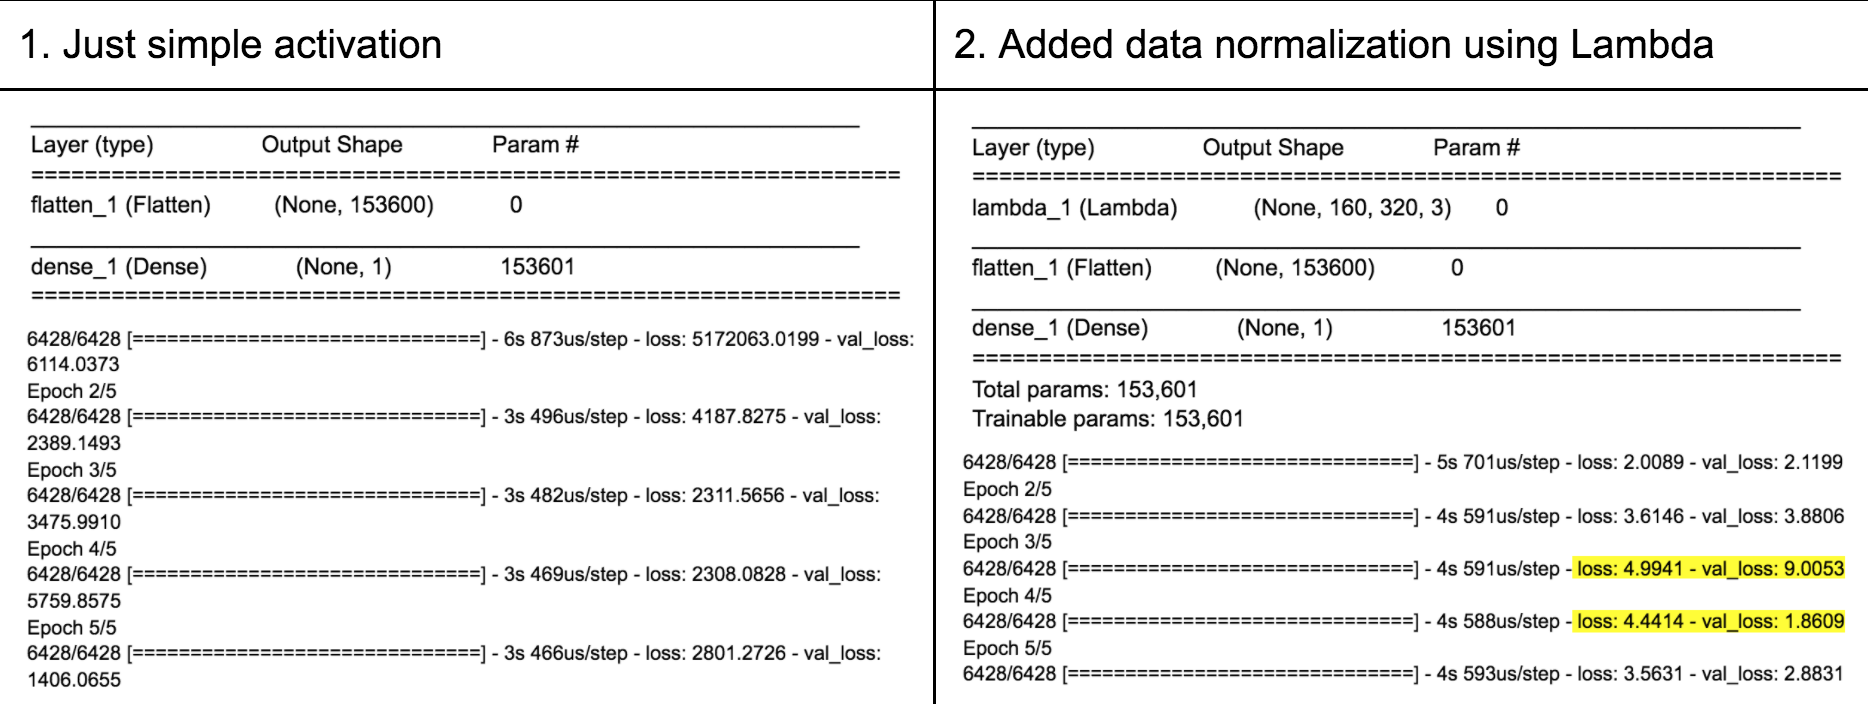 1. Just simple activation
Layer (type) Output Shape Param #
=================================================================
flatten_1 (Flatten) (None, 153600) 0
dense_1 (Dense) (None, 1) 153601
=================================================================
6428/6428 [==============================] - 6s 873us/step - loss: 5172063.0199 - val_loss:
6114.0373
Epoch 2/5
6428/6428 [==============================] - 3s 496us/step - loss: 4187.8275 - val_loss:
2389.1493
Epoch 3/5
6428/6428 [==============================] - 3s 482us/step - loss: 2311.5656 - val_loss:
3475.9910
Epoch 4/5
6428/6428 [==============================] - 3s 469us/step - loss: 2308.0828 - val_loss:
5759.8575
Epoch 5/5
6428/6428 [==============================] - 3s 466us/step - loss: 2801.2726 - val_loss:
1406.0655
2. Added data normalization using Lambda
Layer (type) Output Shape Param #
=================================================================
lambda_1 (Lambda) (None, 160, 320, 3) 0
flatten_1 (Flatten) (None, 153600) 0
dense_1 (Dense) (None, 1) 153601
=================================================================
Total params: 153,601
Trainable params: 153,601
6428/6428 [==============================] - 5s 701us/step - loss: 2.0089 - val_loss: 2.1199
Epoch 2/5
6428/6428 [==============================] - 4s 591us/step - loss: 3.6146 - val_loss: 3.8806
Epoch 3/5
6428/6428 [==============================] - 4s 591us/step - loss: 4.9941 - val_loss: 9.0053
Epoch 4/5
6428/6428 [==============================] - 4s 588us/step - loss: 4.4414 - val_loss: 1.8609
Epoch 5/5
6428/6428 [==============================] - 4s 593us/step - loss: 3.5631 - val_loss: 2.8831